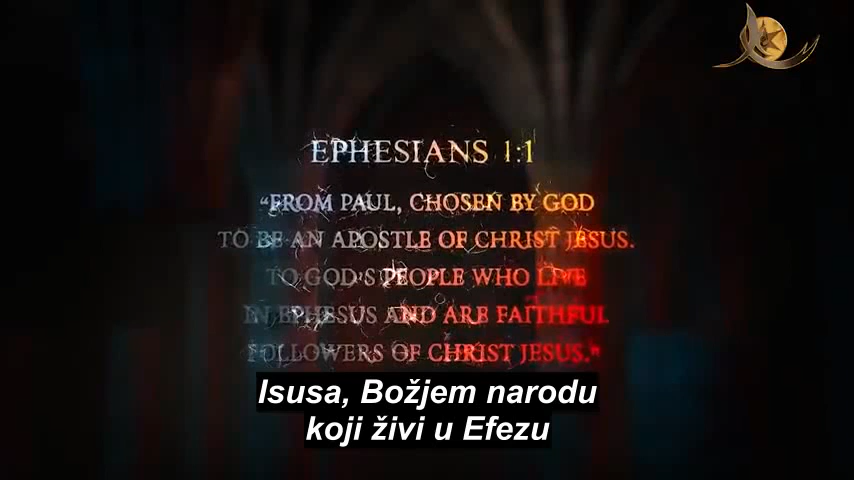 EPHESIANS 1:1
“FROM PAUL, CHOSEN BY GOD
TO BE AN APOSTLE OF CHRIST JESUS.
TO GOD'S PEOPLE WHO LIVE
IN EPHESUS AND ARE FAITHFUL
FOLLOWERS OF CHRIST JESUS.”
Isusa, Božjem narodu
koji živi u Efezu